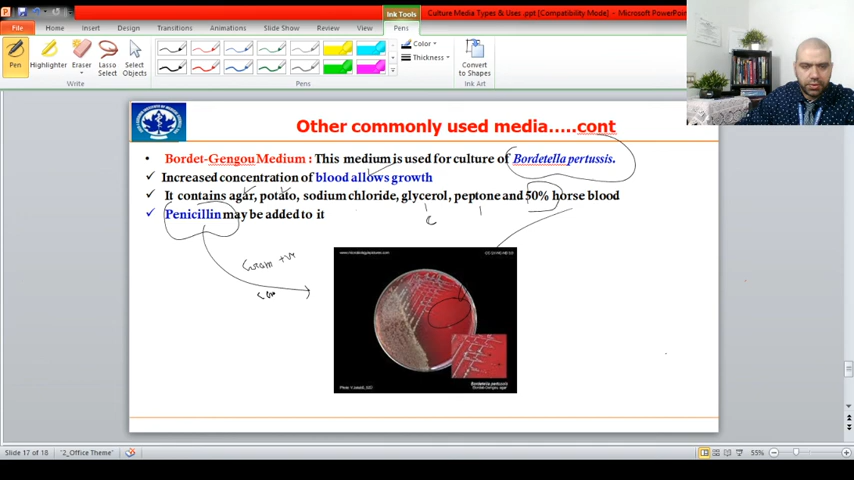 Ink Tools
Culture Media Types & Uses .ppt [Compatibility Mode] - Microsoft PowerPoint
File Home Insert Design Transitions Animations Slide Show Review View Pens
Pen Highlighter Eraser Lasso Select Select Objects
Color
Thickness
Convert to Shapes
Write Pens Ink Art
Other commonly used media.....cont
• Bordet-Gengou Medium : This medium is used for culture of Bordetella pertussis.
✓ Increased concentration of blood allows growth
✓ It contains agar, potato, sodium chloride, glycerol, peptone and 50% horse blood
✓ Penicillin may be added to it
C
Gram +ve
Bordetella pertussis
Slide 17 of 18 "2_Office Theme" 55%